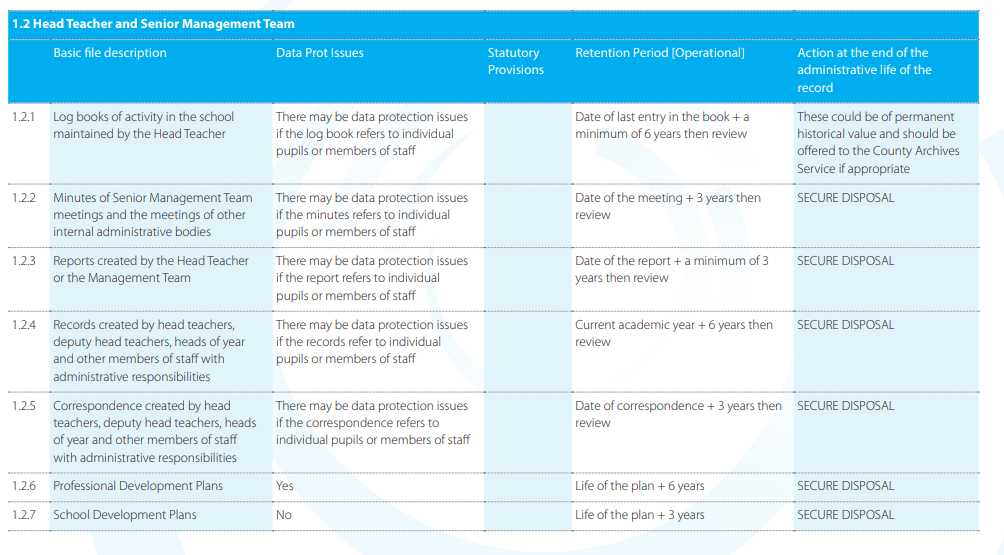 1.2 Head Teacher and Senior Management Team
Basic file description
Data Prot Issues
Statutory
Provisions
Retention Period [Operational]
Action at the end of the
administrative life of the
record
1.2.1
Log books of activity in the school
maintained by the Head Teacher
There may be data protection issues
if the log book refers to individual
pupils or members of staff
Date of last entry in the book + a
minimum of 6 years then review
These could be of permanent
historical value and should be
offered to the County Archives
Service if appropriate
1.2.2
Minutes of Senior Management Team
meetings and the meetings of other
internal administrative bodies
There may be data protection issues
if the minutes refers to individual
pupils or members of staff
Date of the meeting + 3 years then
review
SECURE DISPOSAL
1.2.3
Reports created by the Head Teacher
or the Management Team
There may be data protection issues
if the report refers to individual
pupils or members of staff
Date of the report + a minimum of 3
years then review
SECURE DISPOSAL
1.2.4
Records created by head teachers,
deputy head teachers, heads of year
and other members of staff with
administrative responsibilities
There may be data protection issues
if the records refer to individual
pupils or members of staff
Current academic year + 6 years then
review
SECURE DISPOSAL
1.2.5
Correspondence created by head
teachers, deputy head teachers, heads
of year and other members of staff
with administrative responsibilities
There may be data protection issues
if the correspondence refers to
individual pupils or members of staff
Date of correspondence + 3 years then
review
SECURE DISPOSAL
1.2.6
Professional Development Plans
Yes
Life of the plan + 6 years
SECURE DISPOSAL
1.2.7
School Development Plans
No
Life of the plan + 3 years
SECURE DISPOSAL